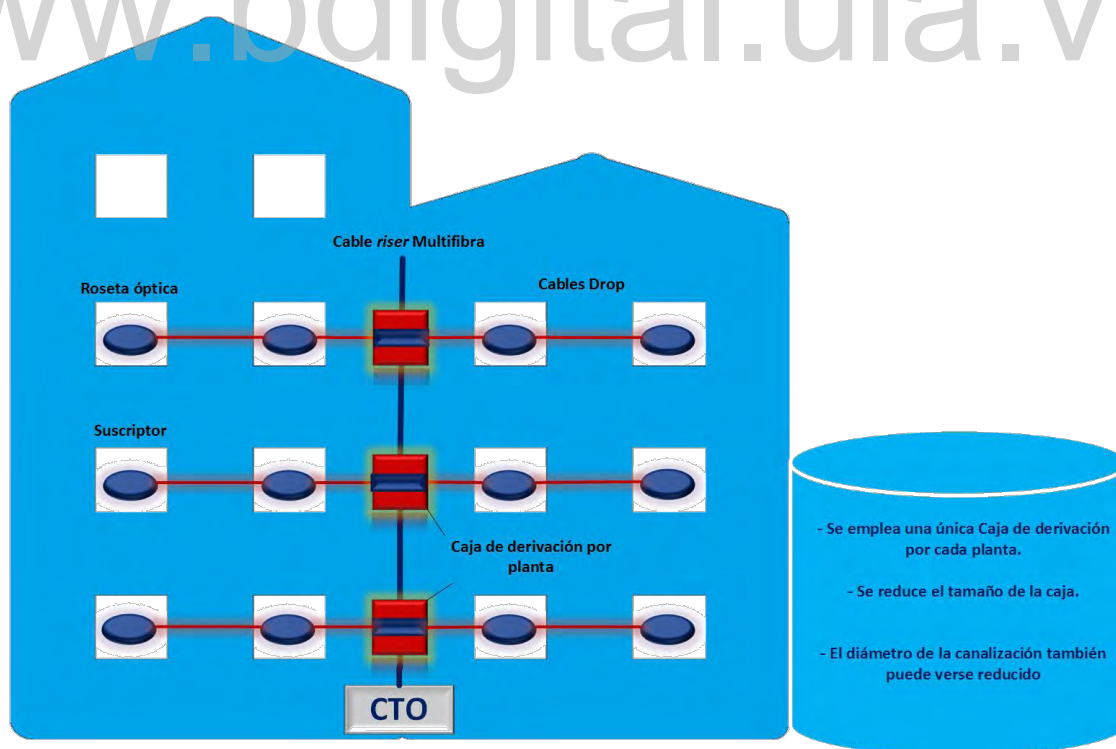 www.bdigital.ula.v
Cable riser Multifibra
Roseta óptica
Cables Drop
Suscriptor
Caja de derivación por
planta
CTO
- Se emplea una única Caja de derivación
por cada planta.
- Se reduce el tamaño de la caja.
- El diámetro de la canalización también
puede verse reducido